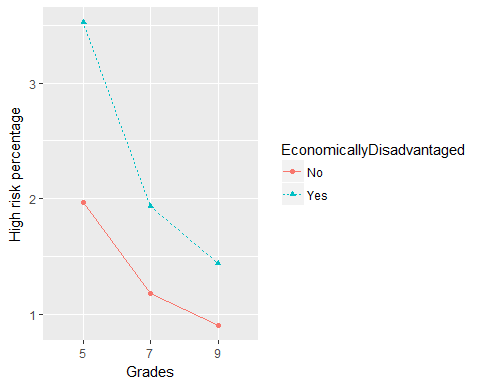 High risk percentage
3
2
1
5 7 9
Grades
EconomicallyDisadvantaged
No
Yes